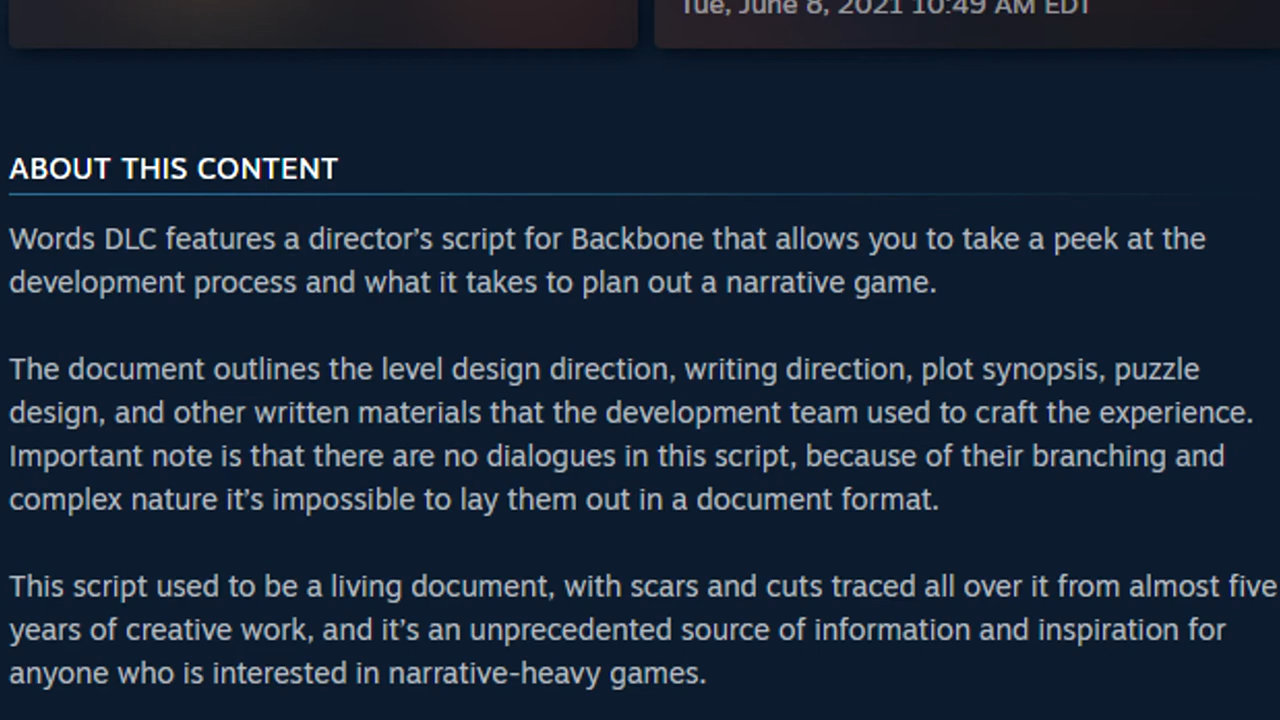 Tue, June 8, 2021 10:49 AM EDT
ABOUT THIS CONTENT
Words DLC features a director’s script for Backbone that allows you to take a peek at the
development process and what it takes to plan out a narrative game.
The document outlines the level design direction, writing direction, plot synopsis, puzzle
design, and other written materials that the development team used to craft the experience.
Important note is that there are no dialogues in this script, because of their branching and
complex nature it’s impossible to lay them out in a document format.
This script used to be a living document, with scars and cuts traced all over it from almost five
years of creative work, and it’s an unprecedented source of information and inspiration for
anyone who is interested in narrative-heavy games.